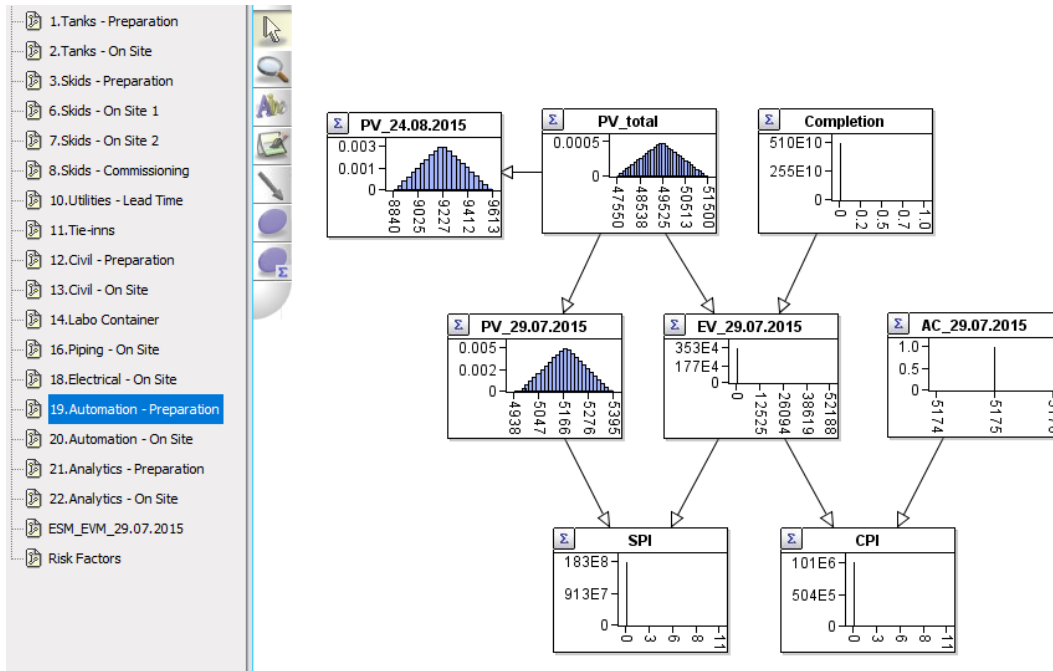 1.Tanks - Preparation
2.Tanks - On Site
3.Skids - Preparation
6.Skids - On Site 1
7.Skids - On Site 2
8.Skids - Commissioning
10.Utilities - Lead Time
11.Tie-inns
12.Civil - Preparation
13.Civil - On Site
14.Labo Container
16.Piping - On Site
18.Electrical - On Site
19.Automation - Preparation
20.Automation - On Site
21.Analytics - Preparation
22.Analytics - On Site
ESM_EVM_29.07.2015
Risk Factors
Abc
Σ
Σ PV_24.08.2015
0.003
0.001
0
8840 9025 9227 9412 9613
Σ PV_total
0.0005
0
47550 48538 49525 50513 51500
Σ Completion
510E10
255E10
0
0 0.2 0.5 0.7 1.0
Σ PV_29.07.2015
0.005
0.002
0
4938 5047 5166 5276 5395
Σ EV_29.07.2015
353E4
177E4
0
0 12525 26094 38619 52188
Σ AC_29.07.2015
1.0
0.5
0
5174 5175
Σ SPI
183E8
913E7
0
0 3 6 8 11
Σ CPI
101E6
504E5
0
0 3 6 8 11